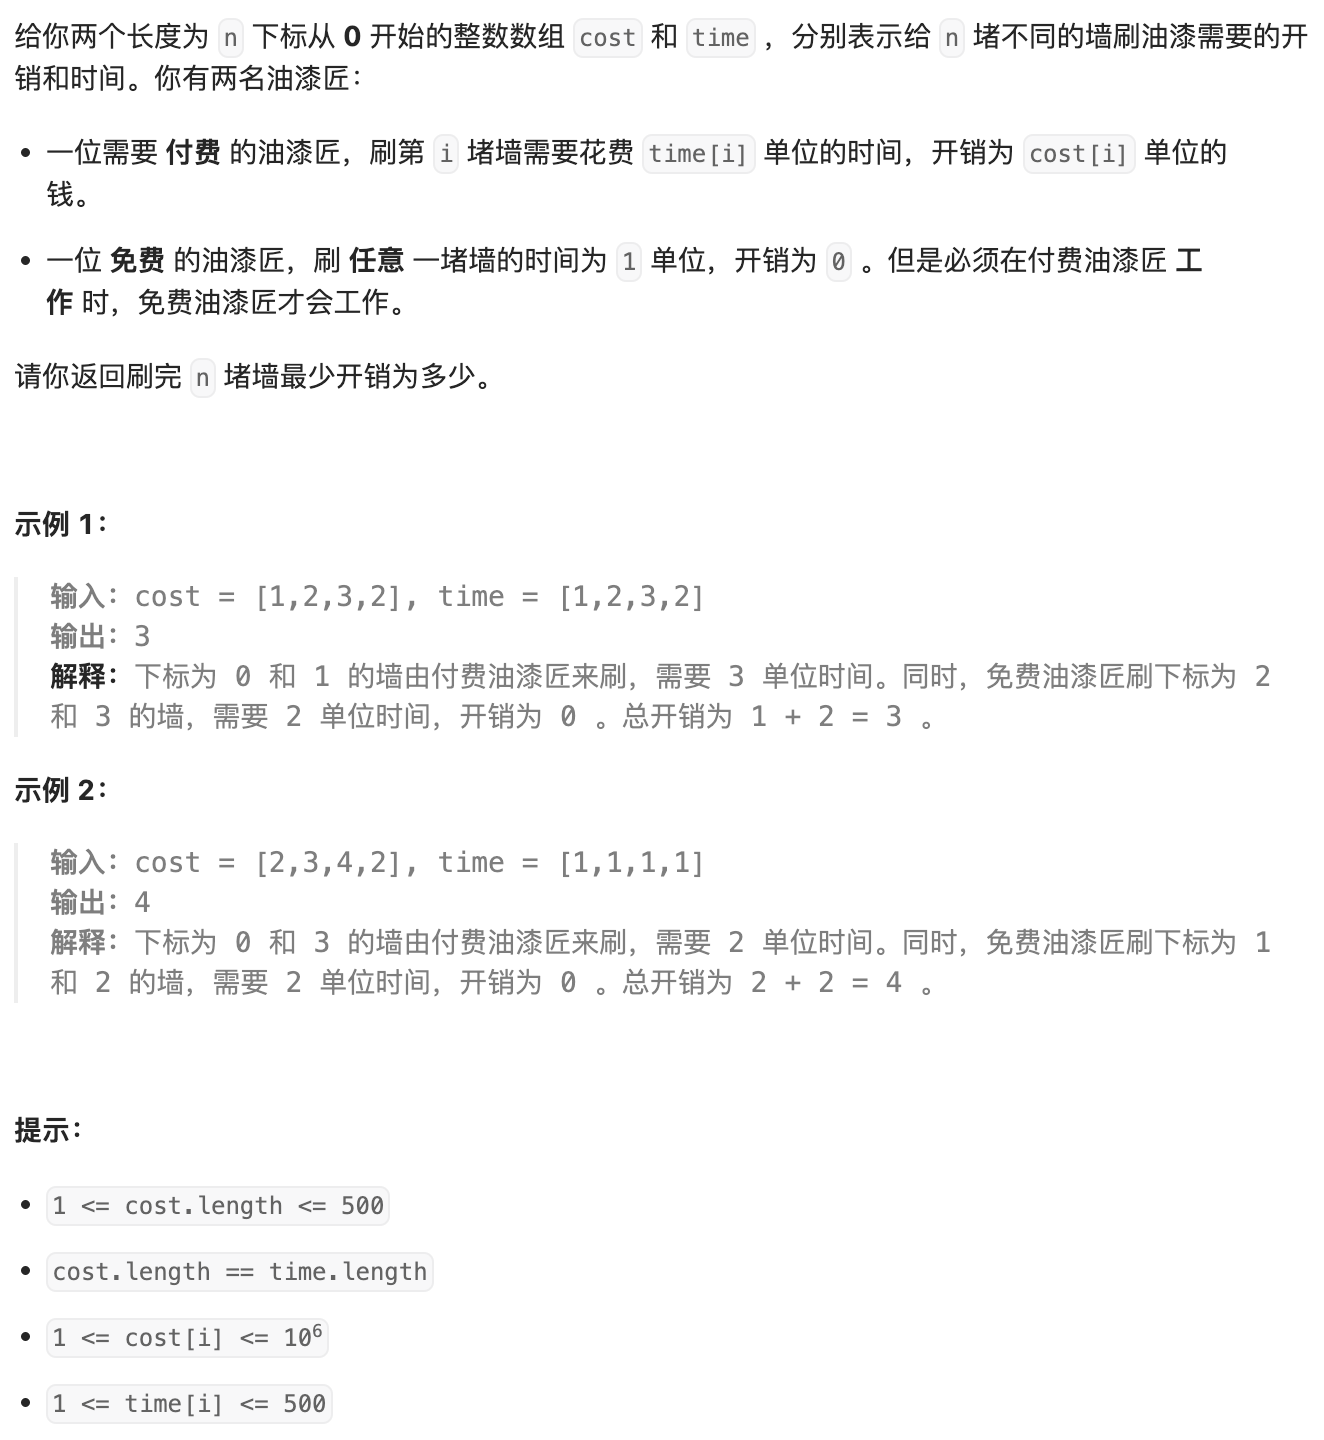 给你两个长度为 n 下标从 0 开始的整数数组 cost 和 time ，分别表示给 n 堵不同的墙刷油漆需要的开
销和时间。你有两名油漆匠：
• 一位需要 付费 的油漆匠，刷第 i 堵墙需要花费 time[i] 单位的时间，开销为 cost[i] 单位的
钱。
• 一位 免费 的油漆匠，刷 任意 一堵墙的时间为 1 单位，开销为 0 。但是必须在付费油漆匠 工
作 时，免费油漆匠才会工作。
请你返回刷完 n 堵墙最少开销为多少。
示例 1：
输入：cost = [1,2,3,2], time = [1,2,3,2]
输出：3
解释：下标为 0 和 1 的墙由付费油漆匠来刷，需要 3 单位时间。同时，免费油漆匠刷下标为 2
和 3 的墙，需要 2 单位时间，开销为 0 。总开销为 1 + 2 = 3 。
示例 2：
输入：cost = [2,3,4,2], time = [1,1,1,1]
输出：4
解释：下标为 0 和 3 的墙由付费油漆匠来刷，需要 2 单位时间。同时，免费油漆匠刷下标为 1
和 2 的墙，需要 2 单位时间，开销为 0 。总开销为 2 + 2 = 4 。
提示：
• 1 <= cost.length <= 500
• cost.length == time.length
• 1 <= cost[i] <= 10⁶
• 1 <= time[i] <= 500